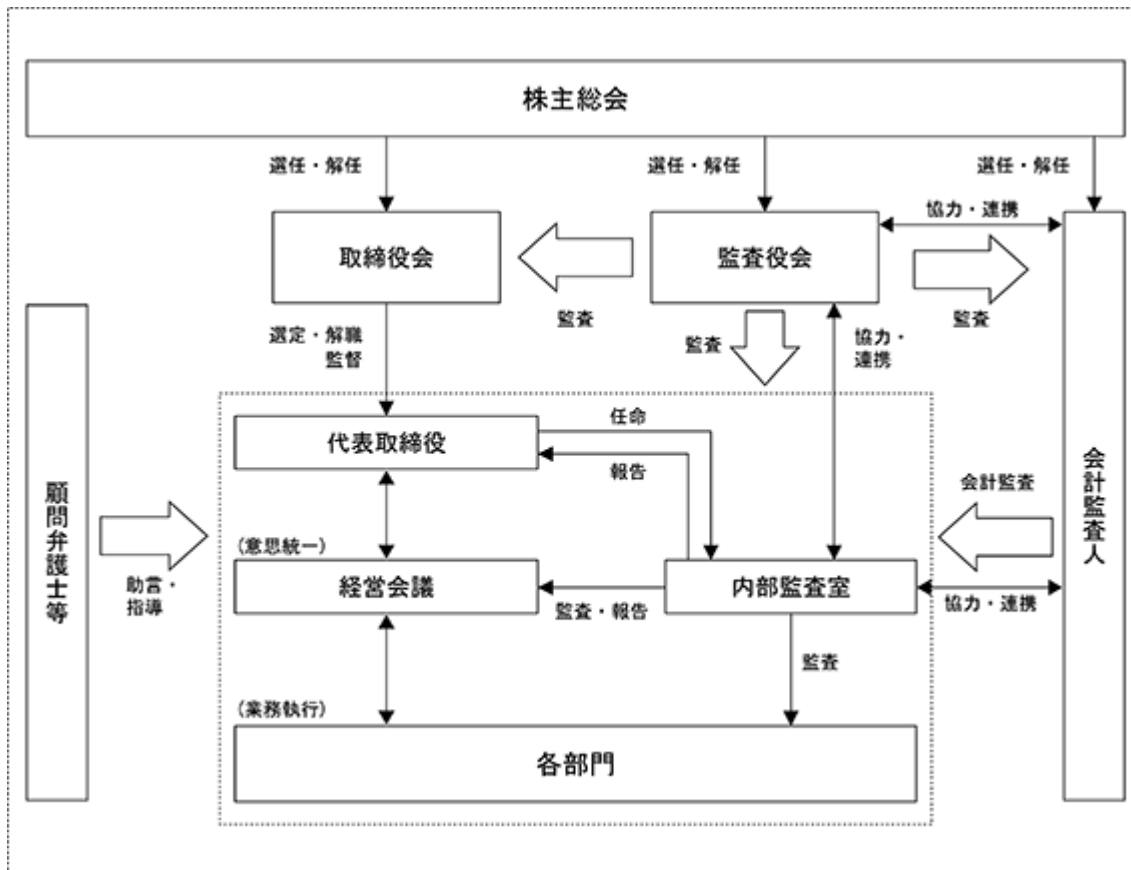 株主総会
選任・解任
選任・解任
選任・解任
協力・連携
取締役会
監査役会
監査
監査
選定・解職
監督
監査
協力・
連携
代表取締役
任命
報告
会計監査
会計監査人
顧問弁護士等
助言・
指導
(意思統一)
経営会議
監査・報告
内部監査室
協力・連携
監査
(業務執行)
各部門